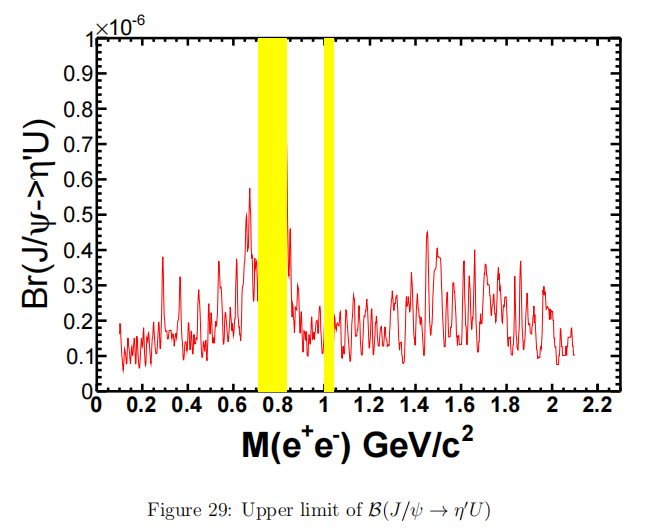 1×10⁻⁶
0.9
0.8
0.7
0.6
0.5
0.4
0.3
0.2
0.1
0
Br(J/ψ->η'U)
0 0.2 0.4 0.6 0.8 1 1.2 1.4 1.6 1.8 2 2.2
M(e⁺e⁻) GeV/c²
Figure 29: Upper limit of ℬ(J/ψ → η′U)